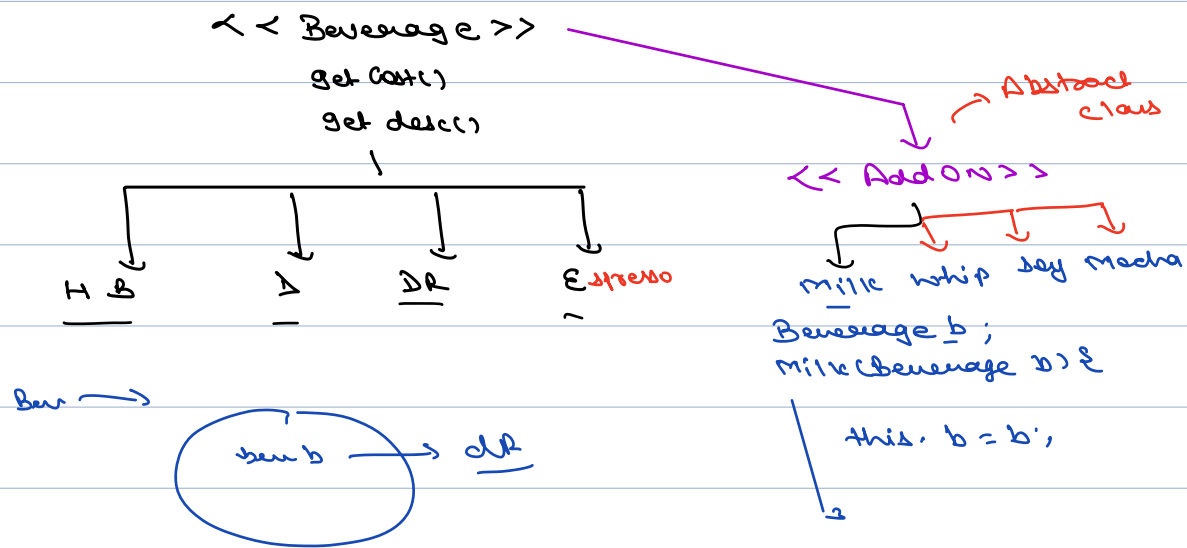 << Beverage >>
get Cost()
get desc()
Abstract
class
<< AddON >>
H B
D
DR
Espresso
Milk whip Soy Mocha
Beverage b;
Milk(Beverage b) {
this. b = b;
}
Bev
bev b
dR